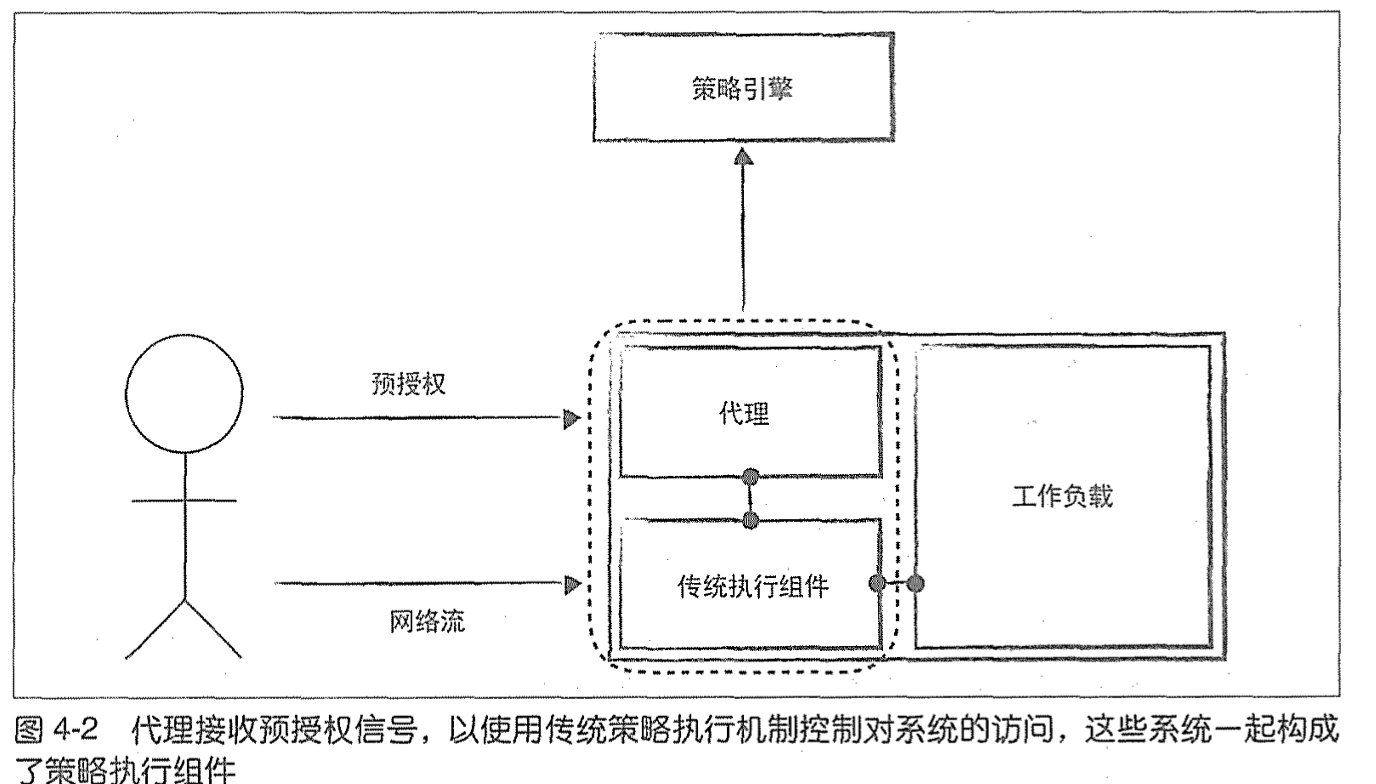 策略引擎
预授权
代理
工作负载
传统执行组件
网络流
图 4-2 代理接收预授权信号，以使用传统策略执行机制控制对系统的访问，这些系统一起构成
了策略执行组件